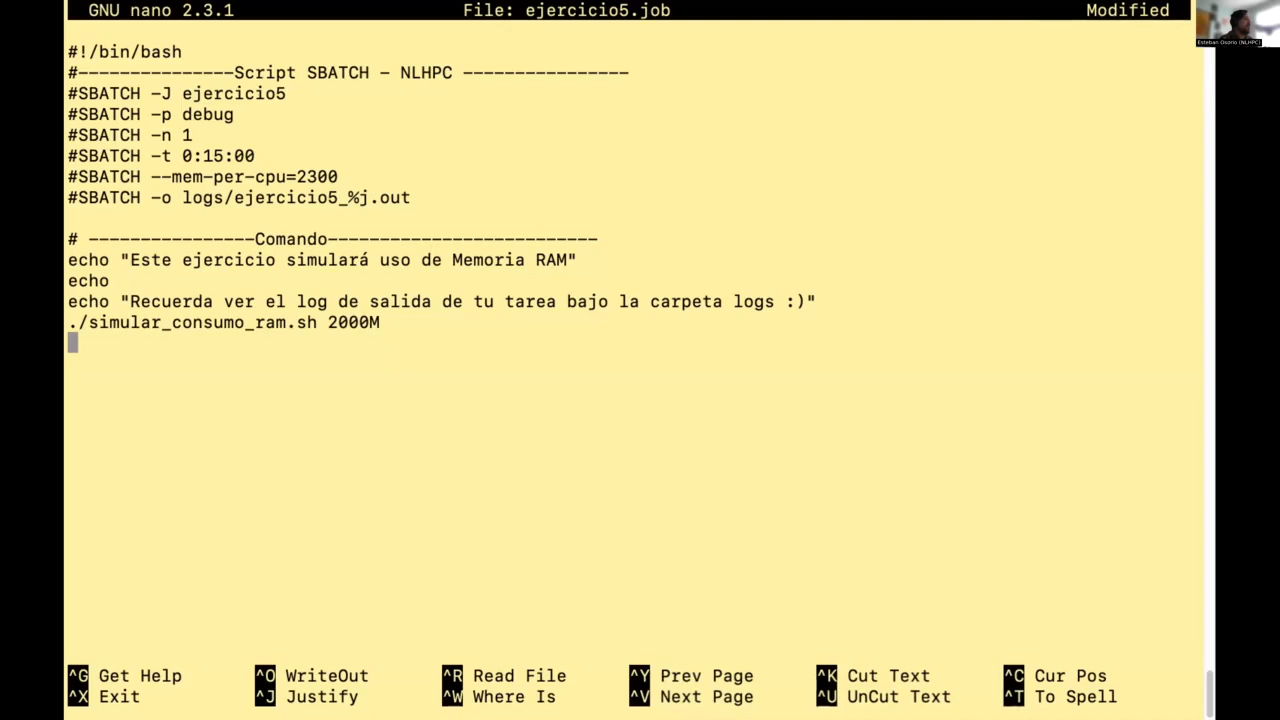 GNU nano 2.3.1 File: ejercicio5.job Modified
Esteban Osorio (NLHPC)
#!/bin/bash
#---------------Script SBATCH - NLHPC ----------------
#SBATCH -J ejercicio5
#SBATCH -p debug
#SBATCH -n 1
#SBATCH -t 0:15:00
#SBATCH --mem-per-cpu=2300
#SBATCH -o logs/ejercicio5_%j.out
# ----------------Comando--------------------------
echo "Este ejercicio simulará uso de Memoria RAM"
echo
echo "Recuerda ver el log de salida de tu tarea bajo la carpeta logs :)"
./simular_consumo_ram.sh 2000M
^G Get Help ^O WriteOut ^R Read File ^Y Prev Page ^K Cut Text ^C Cur Pos
^X Exit ^J Justify ^W Where Is ^V Next Page ^U UnCut Text ^T To Spell